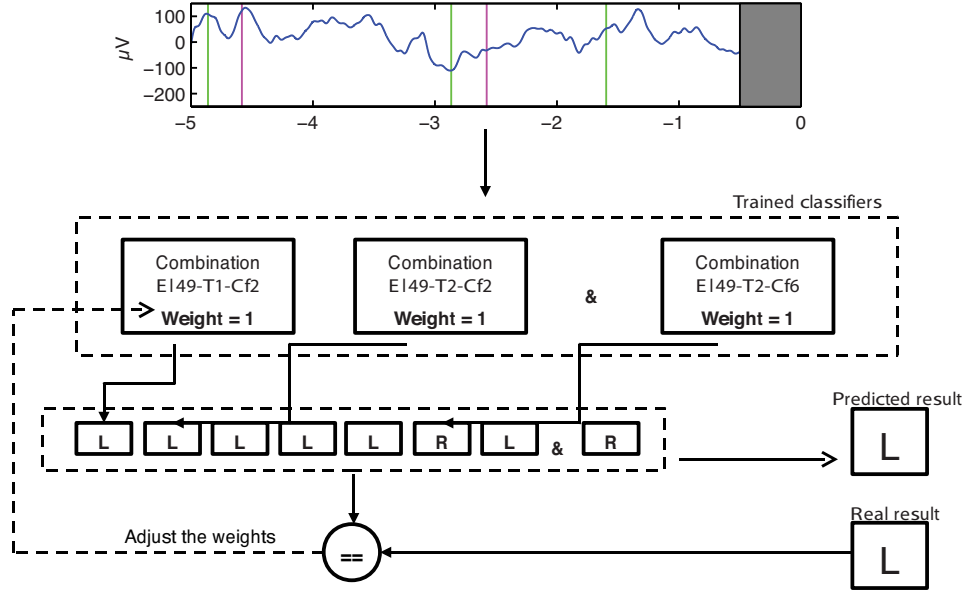 100
0
−100
−200
µV
−5 −4 −3 −2 −1 0
Trained classifiers
Combination
El49-T1-Cf2
Weight = 1
Combination
El49-T2-Cf2
Weight = 1
&
Combination
El49-T2-Cf6
Weight = 1
L L L L L R L & R
Predicted result
L
Adjust the weights
==
Real result
L